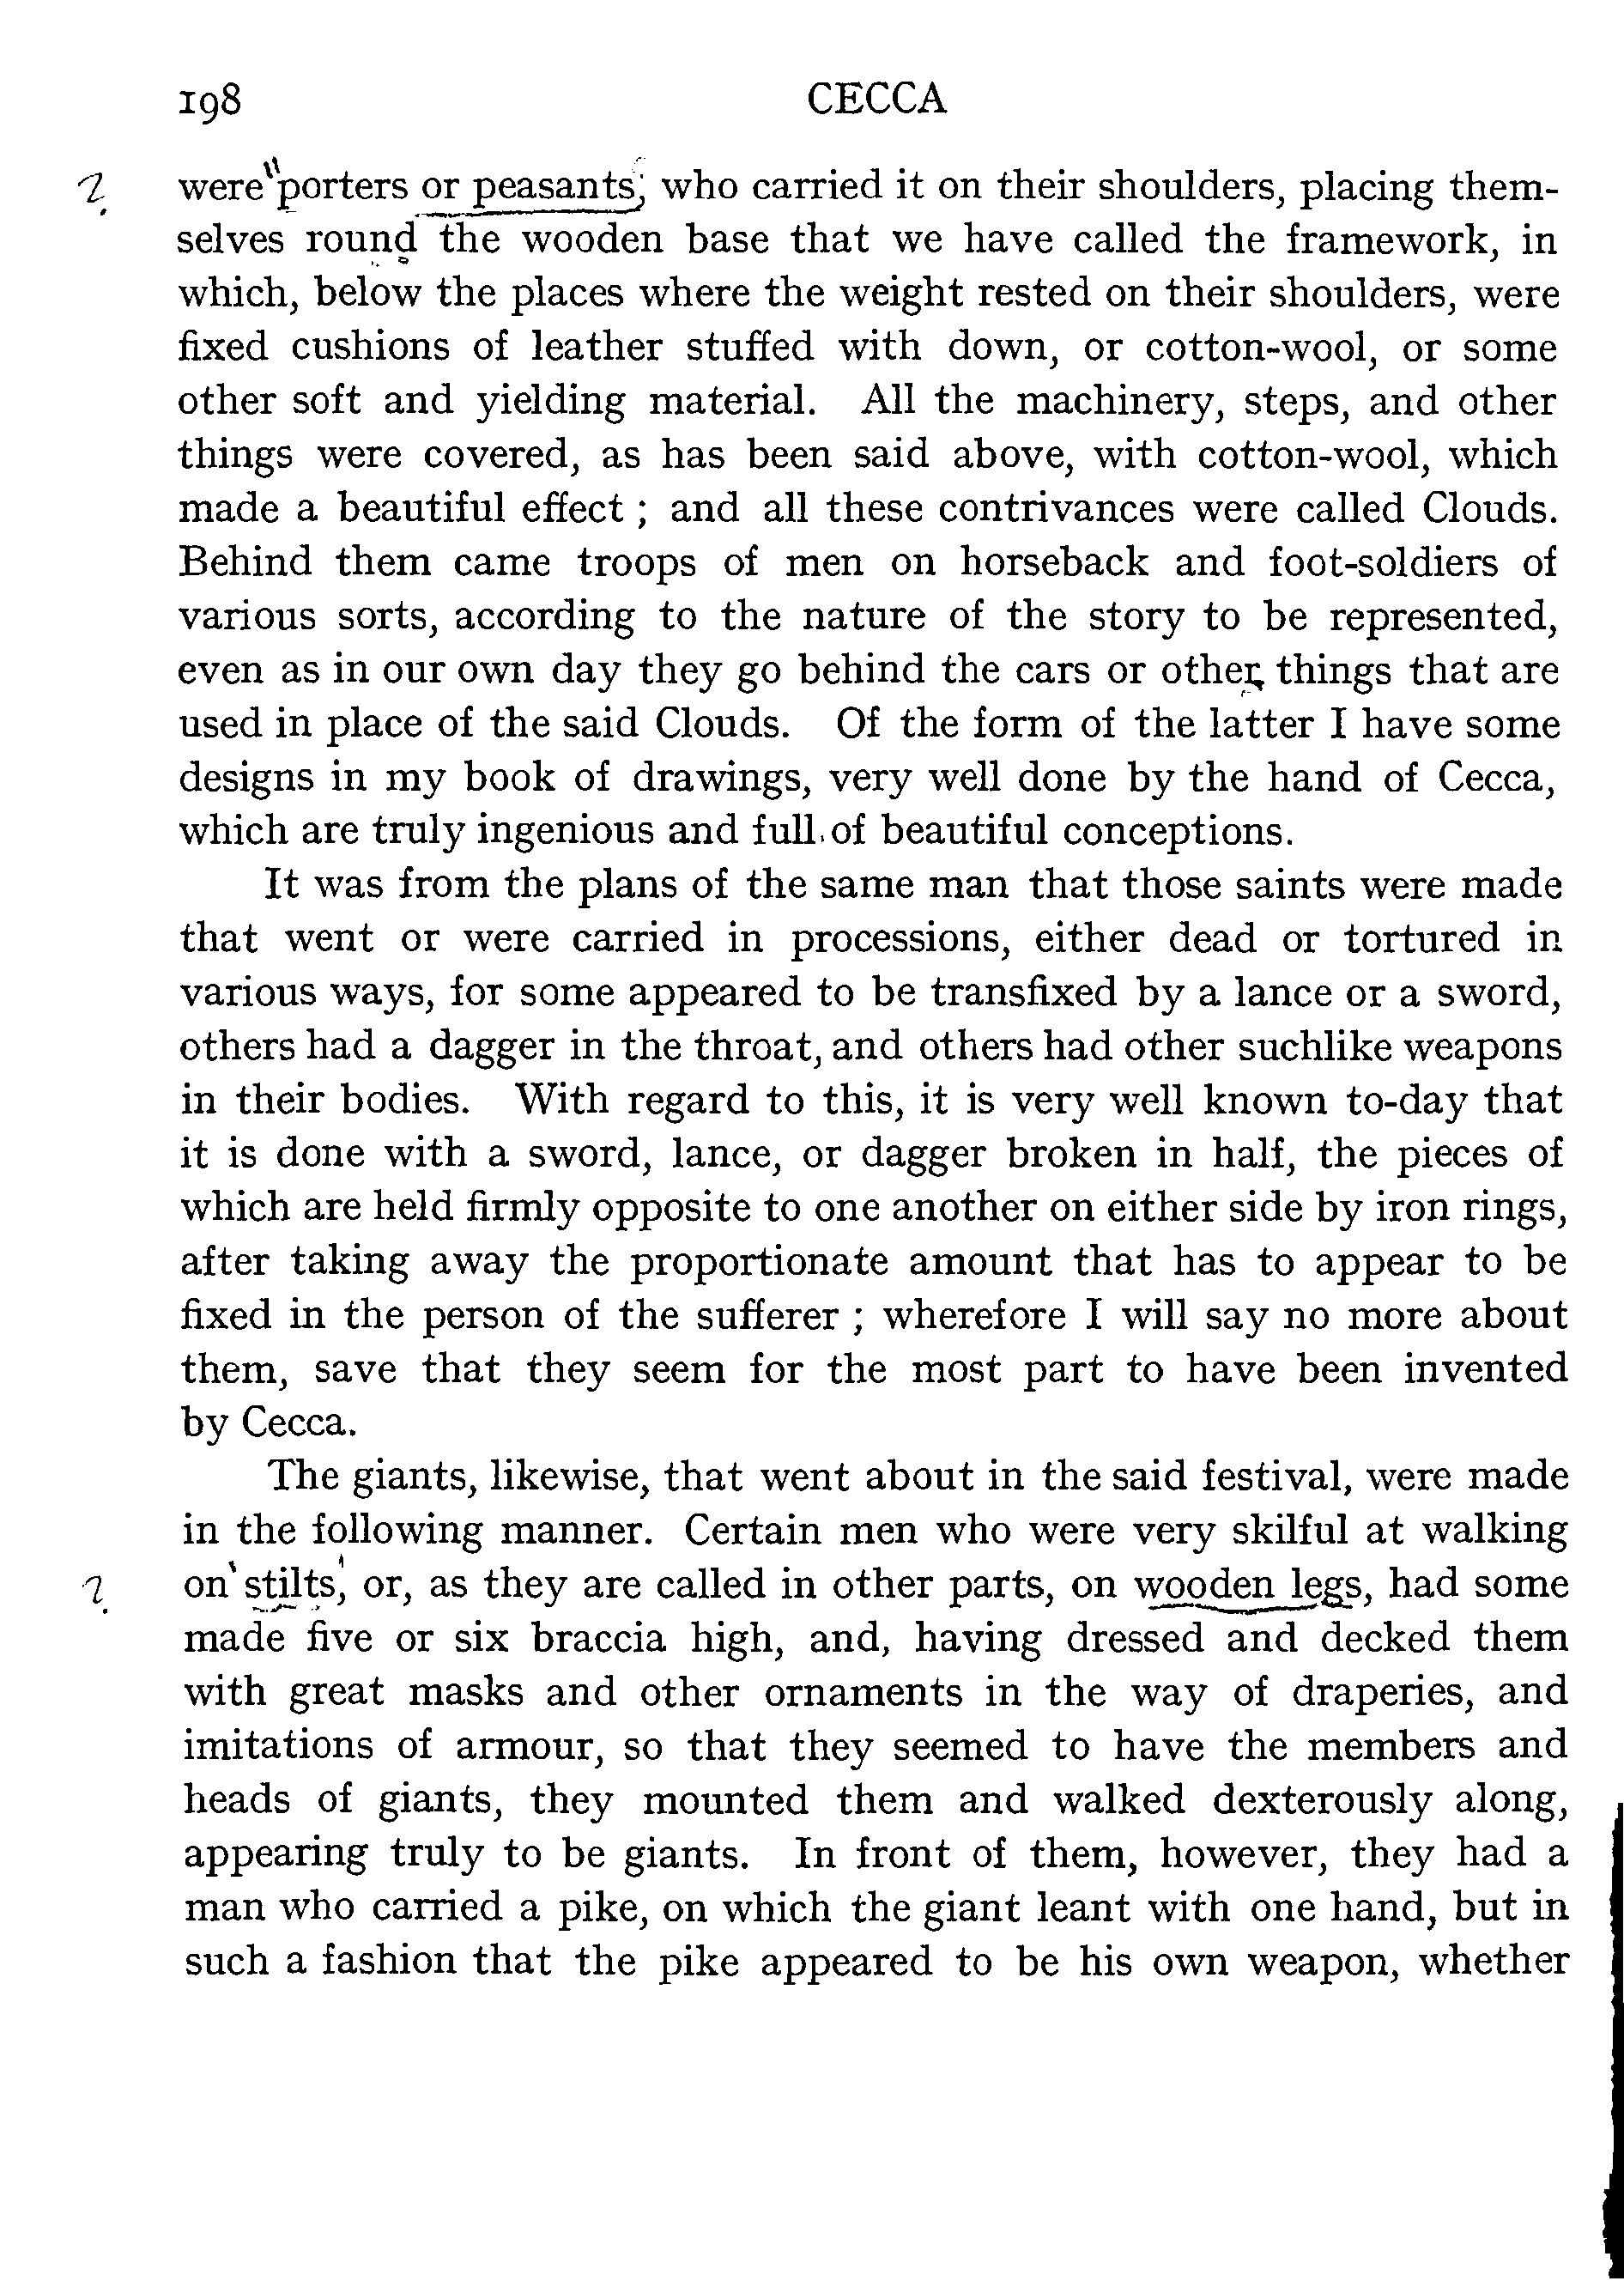 198 CECCA
? were "porters or peasants," who carried it on their shoulders, placing them-
selves round the wooden base that we have called the framework, in
which, below the places where the weight rested on their shoulders, were
fixed cushions of leather stuffed with down, or cotton-wool, or some
other soft and yielding material. All the machinery, steps, and other
things were covered, as has been said above, with cotton-wool, which
made a beautiful effect ; and all these contrivances were called Clouds.
Behind them came troops of men on horseback and foot-soldiers of
various sorts, according to the nature of the story to be represented,
even as in our own day they go behind the cars or other things that are
used in place of the said Clouds. Of the form of the latter I have some
designs in my book of drawings, very well done by the hand of Cecca,
which are truly ingenious and full of beautiful conceptions.
It was from the plans of the same man that those saints were made
that went or were carried in processions, either dead or tortured in
various ways, for some appeared to be transfixed by a lance or a sword,
others had a dagger in the throat, and others had other suchlike weapons
in their bodies. With regard to this, it is very well known to-day that
it is done with a sword, lance, or dagger broken in half, the pieces of
which are held firmly opposite to one another on either side by iron rings,
after taking away the proportionate amount that has to appear to be
fixed in the person of the sufferer ; wherefore I will say no more about
them, save that they seem for the most part to have been invented
by Cecca.
The giants, likewise, that went about in the said festival, were made
in the following manner. Certain men who were very skilful at walking
? on 'stilts,' or, as they are called in other parts, on wooden legs, had some
made five or six braccia high, and, having dressed and decked them
with great masks and other ornaments in the way of draperies, and
imitations of armour, so that they seemed to have the members and
heads of giants, they mounted them and walked dexterously along,
appearing truly to be giants. In front of them, however, they had a
man who carried a pike, on which the giant leant with one hand, but in
such a fashion that the pike appeared to be his own weapon, whether